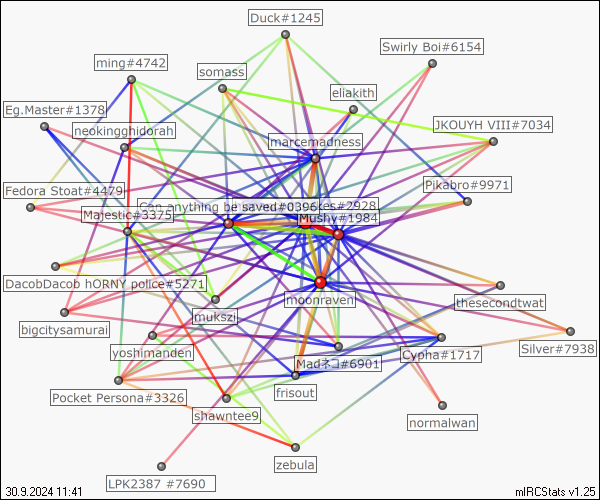 Duck#1245
Swirly Boi#6154
ming#4742
somass
eliakith
Eg.Master#1378
JKOUYH VIII#7034
neokingghidorah
marcemadness
Fedora Stoat#4479
Pikabro#9971
Can anything be saved#0396
#2928
Majestic#3375
Mushy#1984
DacobDacob hORNY police#5271
moonraven
thesecondtwat
mukszi
bigcitysamurai
yoshimanden
Madネコ#6901
Cypha#1717
Silver#7938
Pocket Persona#3326
frisout
shawntee9
normalwan
zebula
LPK2387 #7690
30.9.2024 11:41
mIRCStats v1.25